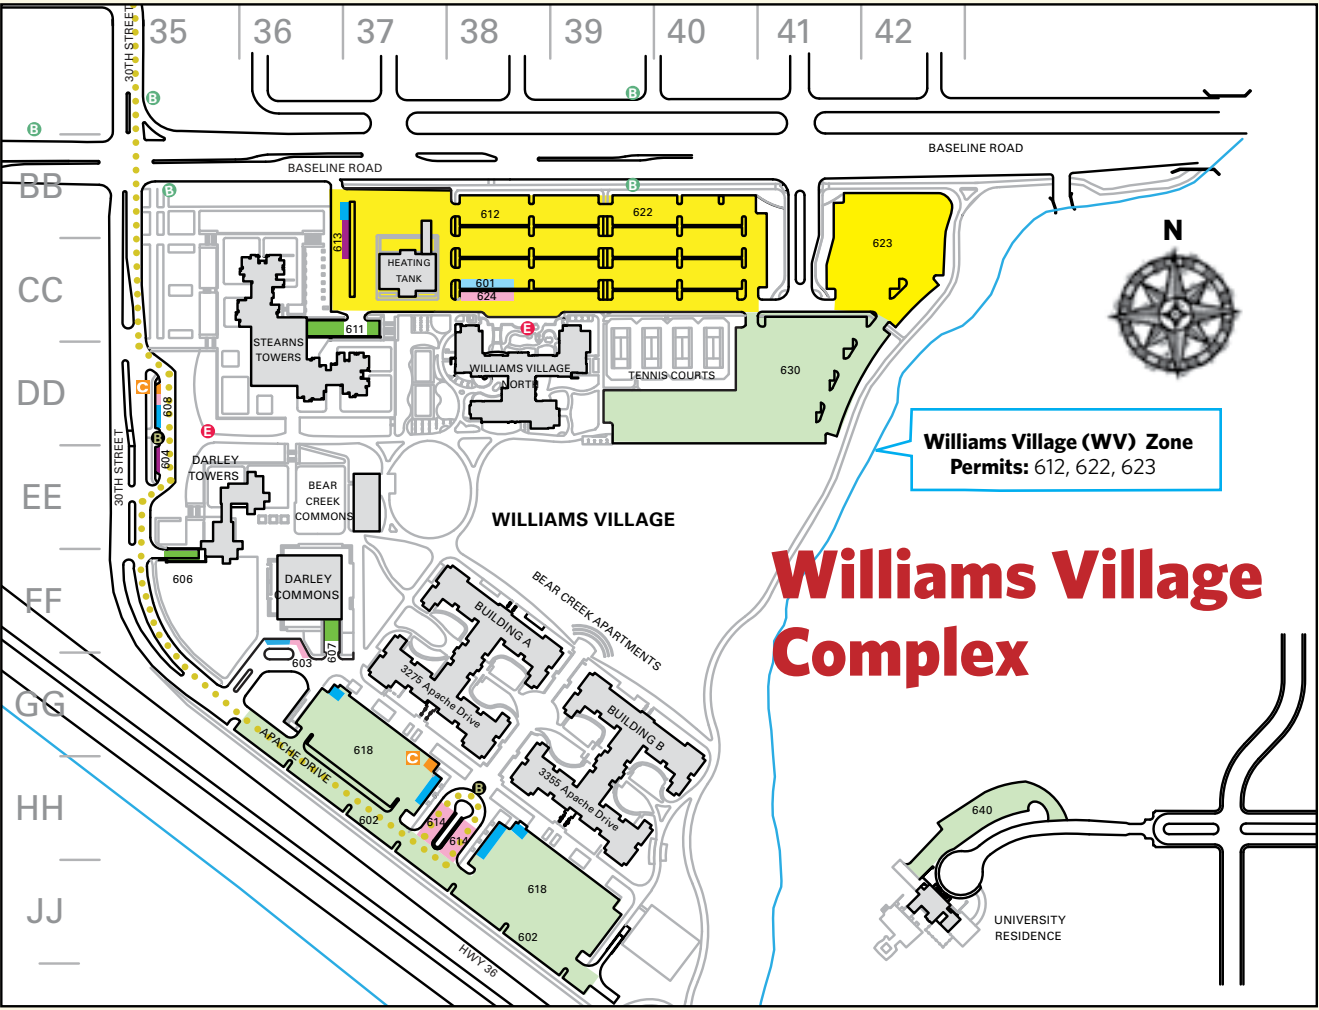 35 36 37 38 39 40 41 42
30TH STREET
B
B
B
BASELINE ROAD
BASELINE ROAD
BB
B
B
612
622
623
613
N
HEATING
TANK
CC
601
624
611
E
STEARNS
TOWERS
WILLIAMS VILLAGE
NORTH
TENNIS COURTS
630
DD
C
608
B
604
E
30TH STREET
Williams Village (WV) Zone
Permits: 612, 622, 623
DARLEY
TOWERS
EE
BEAR
CREEK
COMMONS
WILLIAMS VILLAGE
606
Williams Village
Complex
FF
DARLEY
COMMONS
607
603
BEAR CREEK APARTMENTS
BUILDING A
3275 Apache Drive
GG
BUILDING B
3355 Apache Drive
APACHE DRIVE
618
C
B
HH
602
614
614
640
618
JJ
602
HWY 36
UNIVERSITY
RESIDENCE